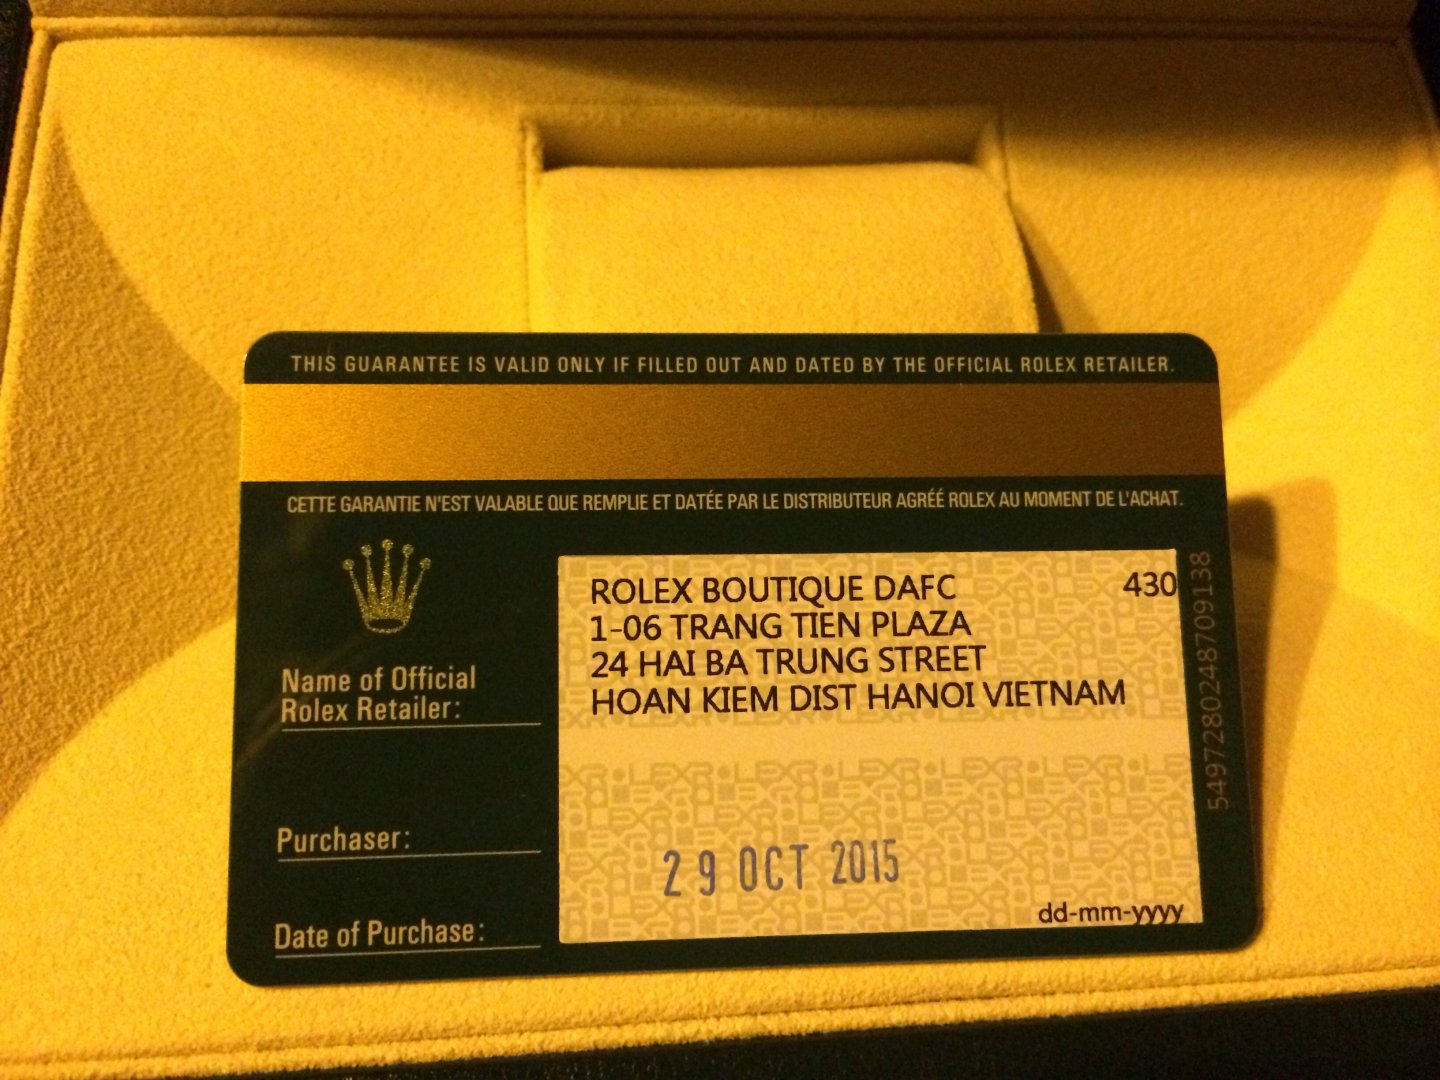 THIS GUARANTEE IS VALID ONLY IF FILLED OUT AND DATED BY THE OFFICIAL ROLEX RETAILER.
CETTE GARANTIE N'EST VALABLE QUE REMPLIE ET DATÉE PAR LE DISTRIBUTEUR AGRÉÉ ROLEX AU MOMENT DE L'ACHAT.
Name of Official
Rolex Retailer:
ROLEX BOUTIQUE DAFC 430
1-06 TRANG TIEN PLAZA
24 HAI BA TRUNG STREET
HOAN KIEM DIST HANOI VIETNAM
Purchaser:
29 OCT 2015
Date of Purchase:
dd-mm-yyyy
5497280248709138